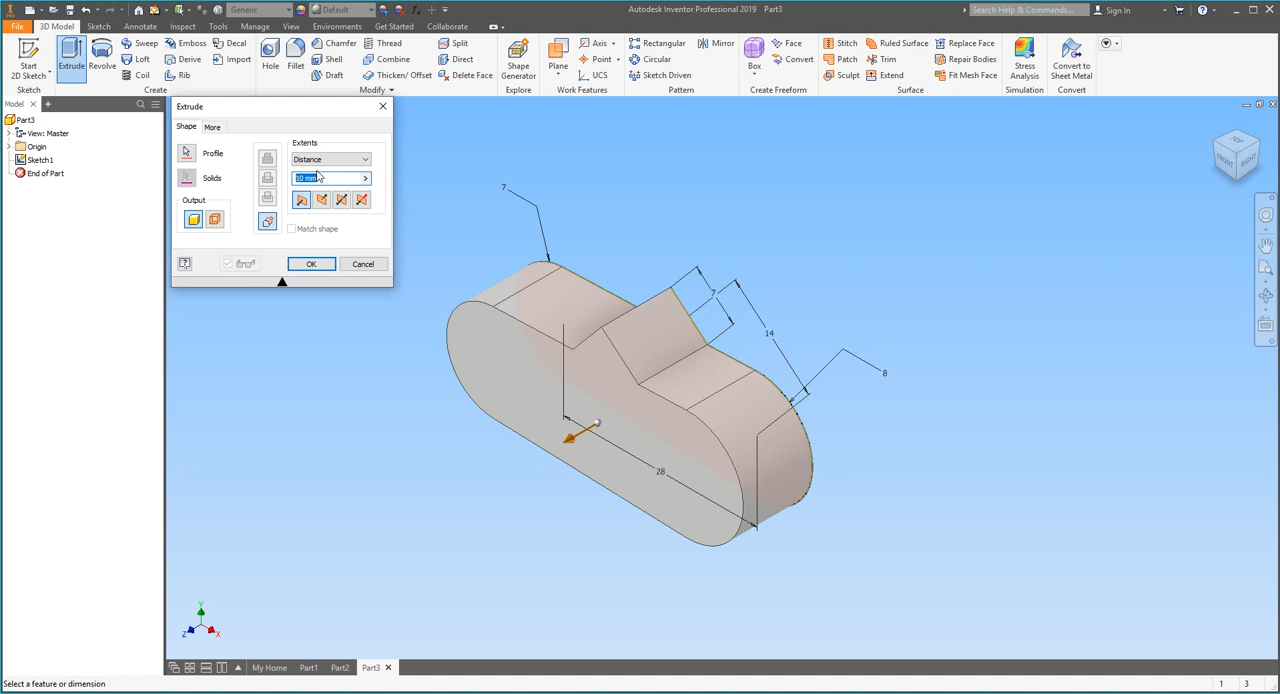 Generic
Default
Autodesk Inventor Professional 2019 Part3
Search Help & Commands...
Sign In
File
3D Model
Sketch
Annotate
Inspect
Tools
Manage
View
Environments
Get Started
Collaborate
Start
2D Sketch
Extrude
Revolve
Sweep
Loft
Coil
Emboss
Derive
Rib
Decal
Import
Hole
Fillet
Chamfer
Shell
Draft
Thread
Combine
Thicken/ Offset
Split
Direct
Delete Face
Shape
Generator
Plane
Axis
Point
UCS
Rectangular
Circular
Sketch Driven
Mirror
Box
Face
Convert
Stitch
Patch
Sculpt
Ruled Surface
Trim
Extend
Replace Face
Repair Bodies
Fit Mesh Face
Stress
Analysis
Convert to
Sheet Metal
Sketch
Create
Modify
Explore
Work Features
Pattern
Create Freeform
Surface
Simulation
Convert
Model
Part3
View: Master
Origin
Sketch1
End of Part
Extrude
Shape
More
Profile
Solids
Output
Extents
Distance
10 mm
Match shape
OK
Cancel
7
7
14
8
28
TOP
FRONT
RIGHT
Y
Z
X
My Home
Part1
Part2
Part3
Select a feature or dimension
1
3